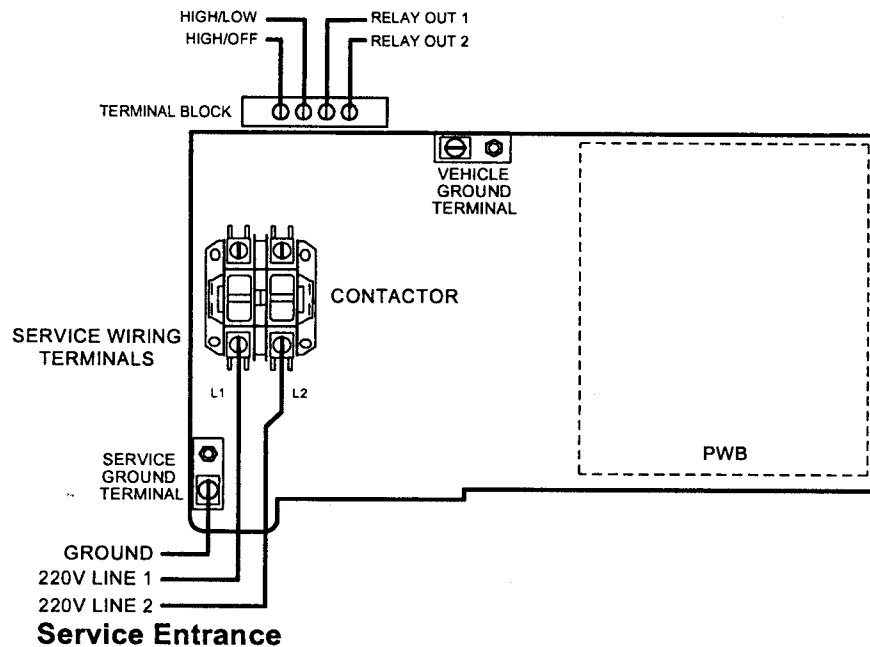 HIGH/LOW
RELAY OUT 1
HIGH/OFF
RELAY OUT 2
TERMINAL BLOCK
VEHICLE
GROUND
TERMINAL
CONTACTOR
SERVICE WIRING
TERMINALS
L1
L2
SERVICE
GROUND
TERMINAL
PWB
GROUND
220V LINE 1
220V LINE 2
Service Entrance